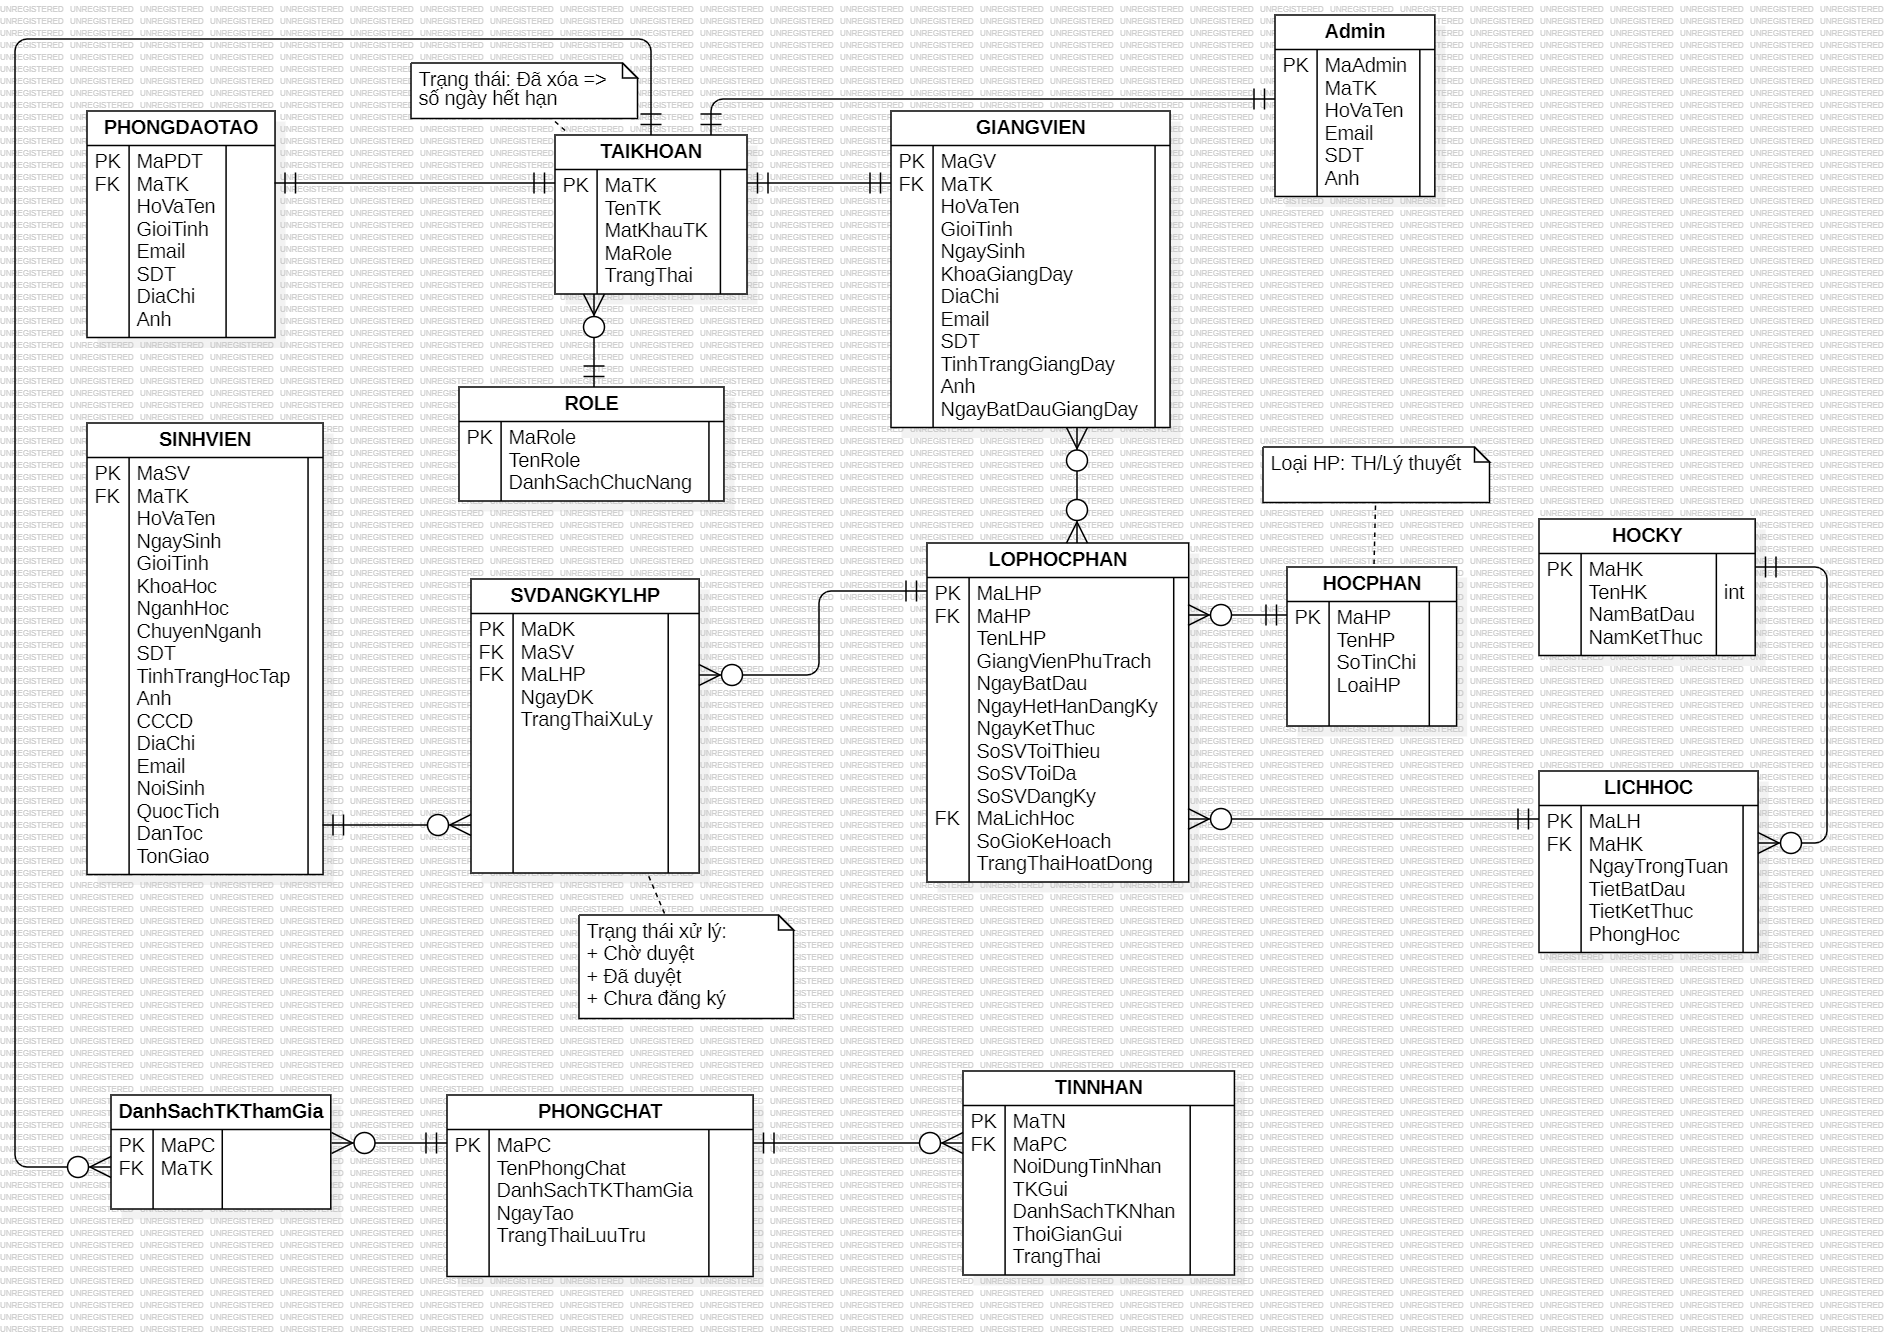 Admin
PK MaAdmin
MaTK
HoVaTen
Email
SDT
Anh
Trạng thái: Đã xóa =>
số ngày hết hạn
PHONGDAOTAO
PK MaPDT
FK MaTK
HoVaTen
GioiTinh
Email
SDT
DiaChi
Anh
TAIKHOAN
PK MaTK
TenTK
MatKhauTK
MaRole
TrangThai
GIANGVIEN
PK MaGV
FK MaTK
HoVaTen
GioiTinh
NgaySinh
KhoaGiangDay
DiaChi
Email
SDT
TinhTrangGiangDay
Anh
NgayBatDauGiangDay
ROLE
PK MaRole
TenRole
DanhSachChucNang
SINHVIEN
PK MaSV
FK MaTK
HoVaTen
NgaySinh
GioiTinh
KhoaHoc
NganhHoc
ChuyenNganh
SDT
TinhTrangHocTap
Anh
CCCD
DiaChi
Email
NoiSinh
QuocTich
DanToc
TonGiao
Loại HP: TH/Lý thuyết
SVDANGKYLHP
PK MaDK
FK MaSV
FK MaLHP
NgayDK
TrangThaiXuLy
LOPHOCPHAN
PK MaLHP
FK MaHP
TenLHP
GiangVienPhuTrach
NgayBatDau
NgayHetHanDangKy
NgayKetThuc
SoSVToiThieu
SoSVToiDa
SoSVDangKy
FK MaLichHoc
SoGioKeHoach
TrangThaiHoatDong
HOCPHAN
PK MaHP
TenHP
SoTinChi
LoaiHP
HOCKY
PK MaHK
TenHK int
NamBatDau
NamKetThuc
LICHHOC
PK MaLH
FK MaHK
NgayTrongTuan
TietBatDau
TietKetThuc
PhongHoc
Trạng thái xử lý:
+ Chờ duyệt
+ Đã duyệt
+ Chưa đăng ký
DanhSachTKThamGia
PK MaPC
FK MaTK
PHONGCHAT
PK MaPC
TenPhongChat
DanhSachTKThamGia
NgayTao
TrangThaiLuuTru
TINNHAN
PK MaTN
FK MaPC
NoiDungTinNhan
TKGui
DanhSachTKNhan
ThoiGianGui
TrangThai
UNREGISTERED